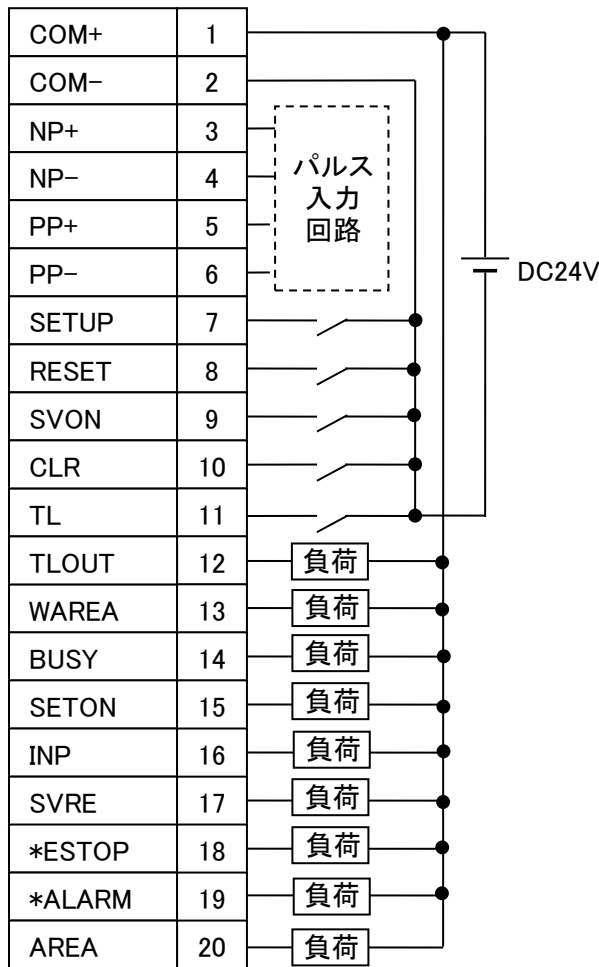 COM+ 1
COM- 2
NP+ 3
NP- 4
PP+ 5
PP- 6
パルス
入力
回路
DC24V
SETUP 7
RESET 8
SVON 9
CLR 10
TL 11
TLOUT 12 負荷
WAREA 13 負荷
BUSY 14 負荷
SETON 15 負荷
INP 16 負荷
SVRE 17 負荷
*ESTOP 18 負荷
*ALARM 19 負荷
AREA 20 負荷